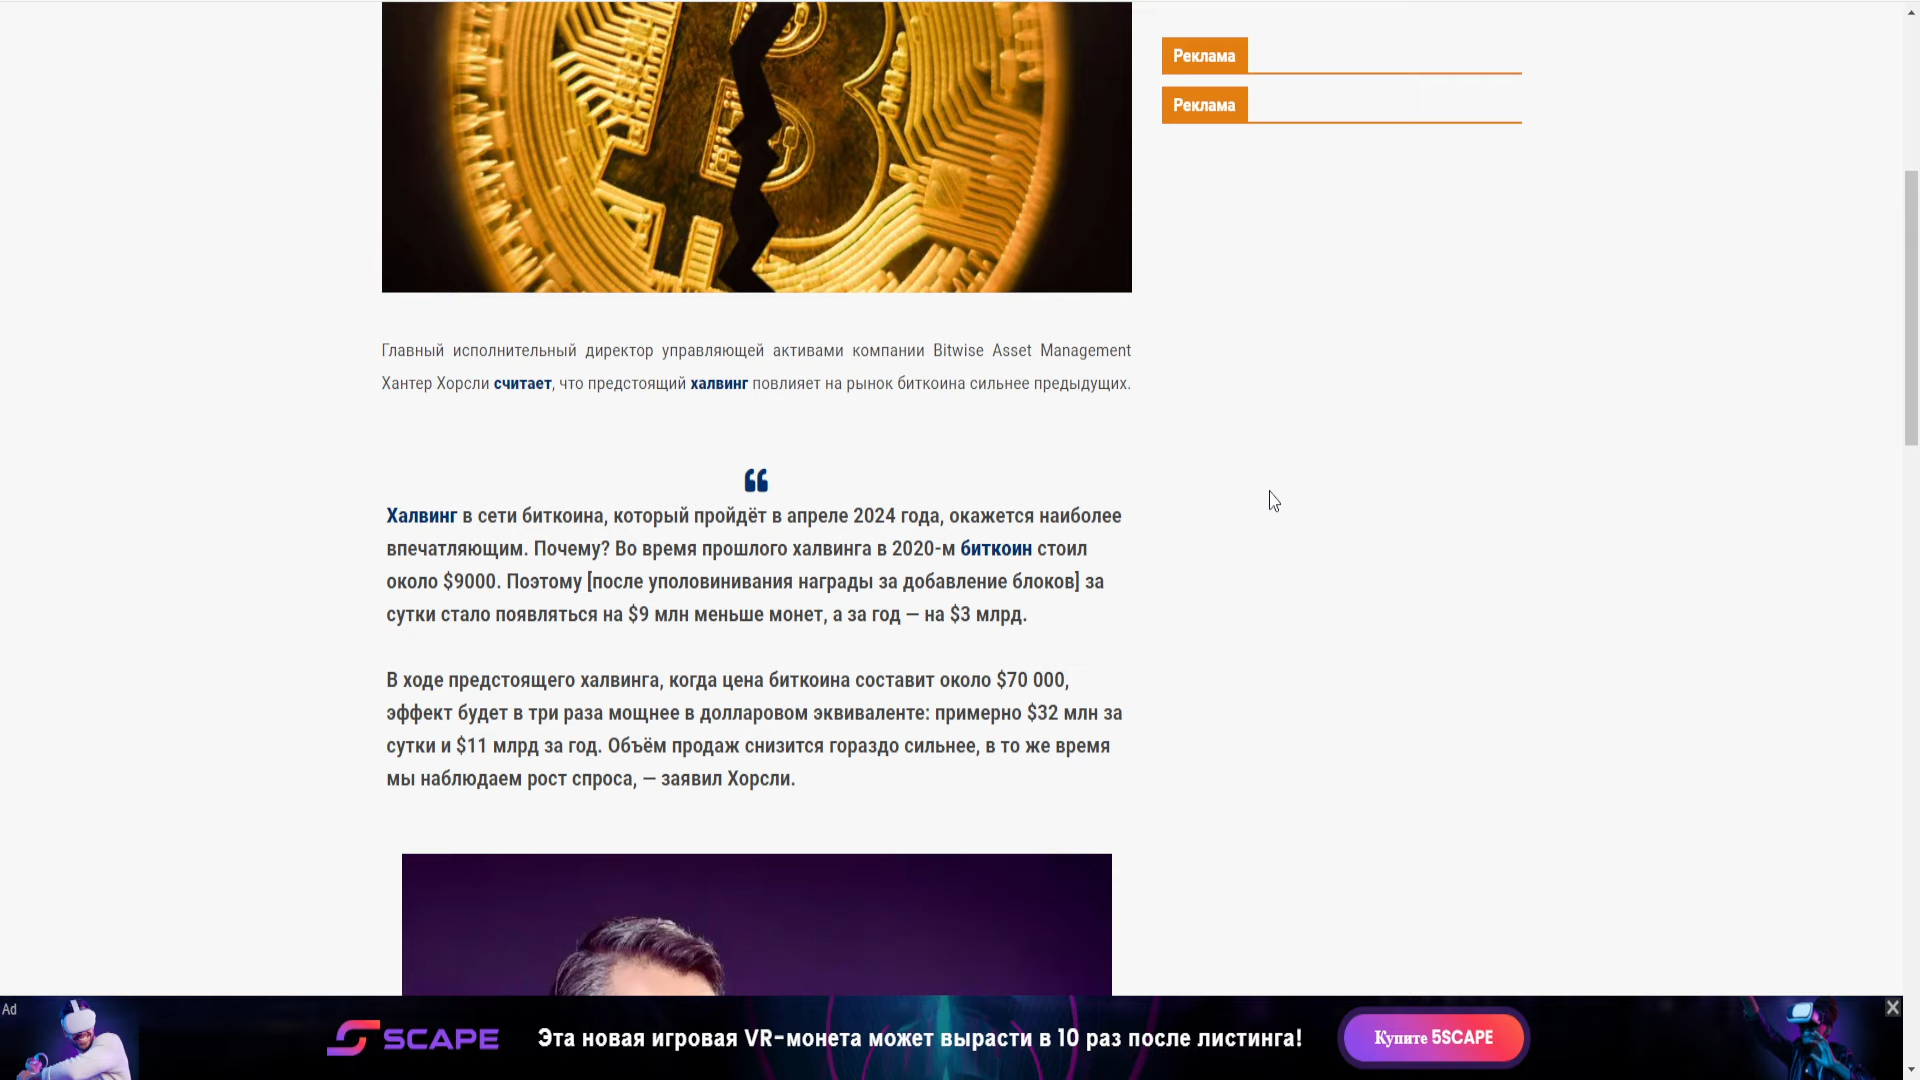 Реклама
Реклама
Главный исполнительный директор управляющей активами компании Bitwise Asset Management
Хантер Хорсли считает, что предстоящий халвинг повлияет на рынок биткоина сильнее предыдущих.
Халвинг в сети биткоина, который пройдёт в апреле 2024 года, окажется наиболее
впечатляющим. Почему? Во время прошлого халвинга в 2020-м биткоин стоил
около $9000. Поэтому [после уполовинивания награды за добавление блоков] за
сутки стало появляться на $9 млн меньше монет, а за год — на $3 млрд.
В ходе предстоящего халвинга, когда цена биткоина составит около $70 000,
эффект будет в три раза мощнее в долларовом эквиваленте: примерно $32 млн за
сутки и $11 млрд за год. Объём продаж снизится гораздо сильнее, в то же время
мы наблюдаем рост спроса, — заявил Хорсли.
Ad
5SCAPE
Эта новая игровая VR-монета может вырасти в 10 раз после листинга!
Купите 5SCAPE